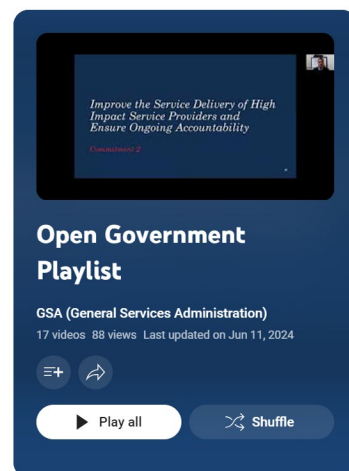 Improve the Service Delivery of High
Impact Service Providers and
Ensure Ongoing Accountability
Commitment 2
Open Government
Playlist
GSA (General Services Administration)
17 videos 88 views Last updated on Jun 11, 2024
Play all
Shuffle